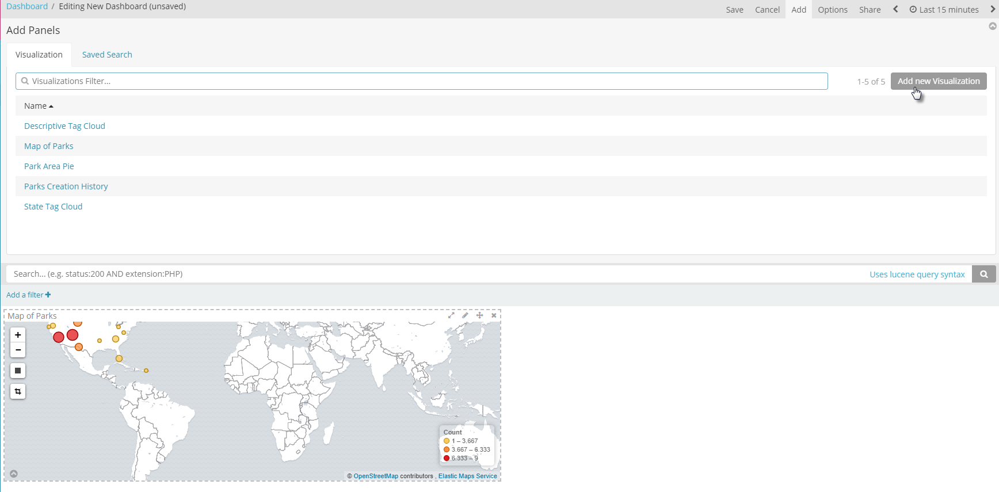 Dashboard / Editing New Dashboard (unsaved)
Save Cancel Add Options Share Last 15 minutes
Add Panels
Visualization Saved Search
Visualizations Filter... 1-5 of 5 Add new Visualization
Name
Descriptive Tag Cloud
Map of Parks
Park Area Pie
Parks Creation History
State Tag Cloud
Search... (e.g. status:200 AND extension:PHP) Uses lucene query syntax
Add a filter +
Map of Parks
+
−
Count
1 – 3.667
3.667 – 6.333
6.333 – 9
© OpenStreetMap contributors , Elastic Maps Service